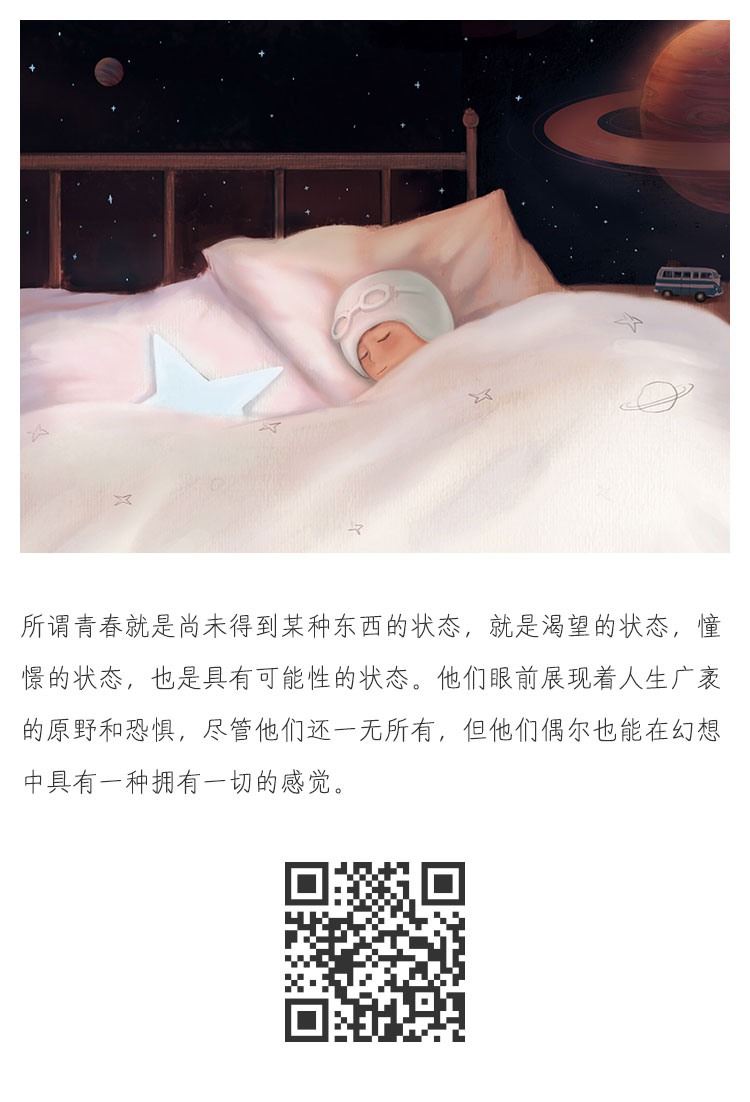 所谓青春就是尚未得到某种东西的状态，就是渴望的状态，憧
憬的状态，也是具有可能性的状态。他们眼前展现着人生广袤
的原野和恐惧，尽管他们还一无所有，但他们偶尔也能在幻想
中具有一种拥有一切的感觉。